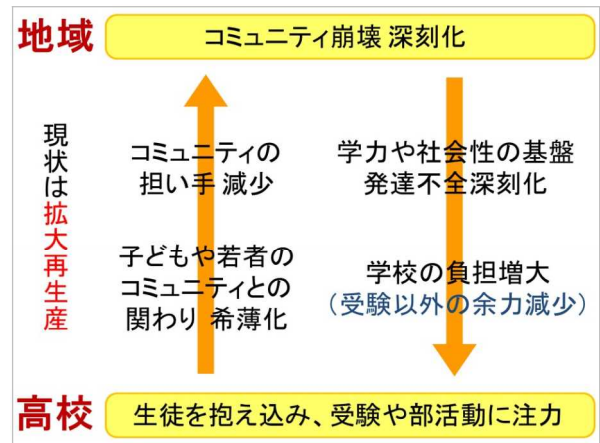 地域
コミュニティ崩壊 深刻化
現状は拡大再生産
コミュニティの
担い手 減少
子どもや若者の
コミュニティとの
関わり 希薄化
学力や社会性の基盤
発達不全深刻化
学校の負担増大
(受験以外の余力減少)
高校
生徒を抱え込み、受験や部活動に注力